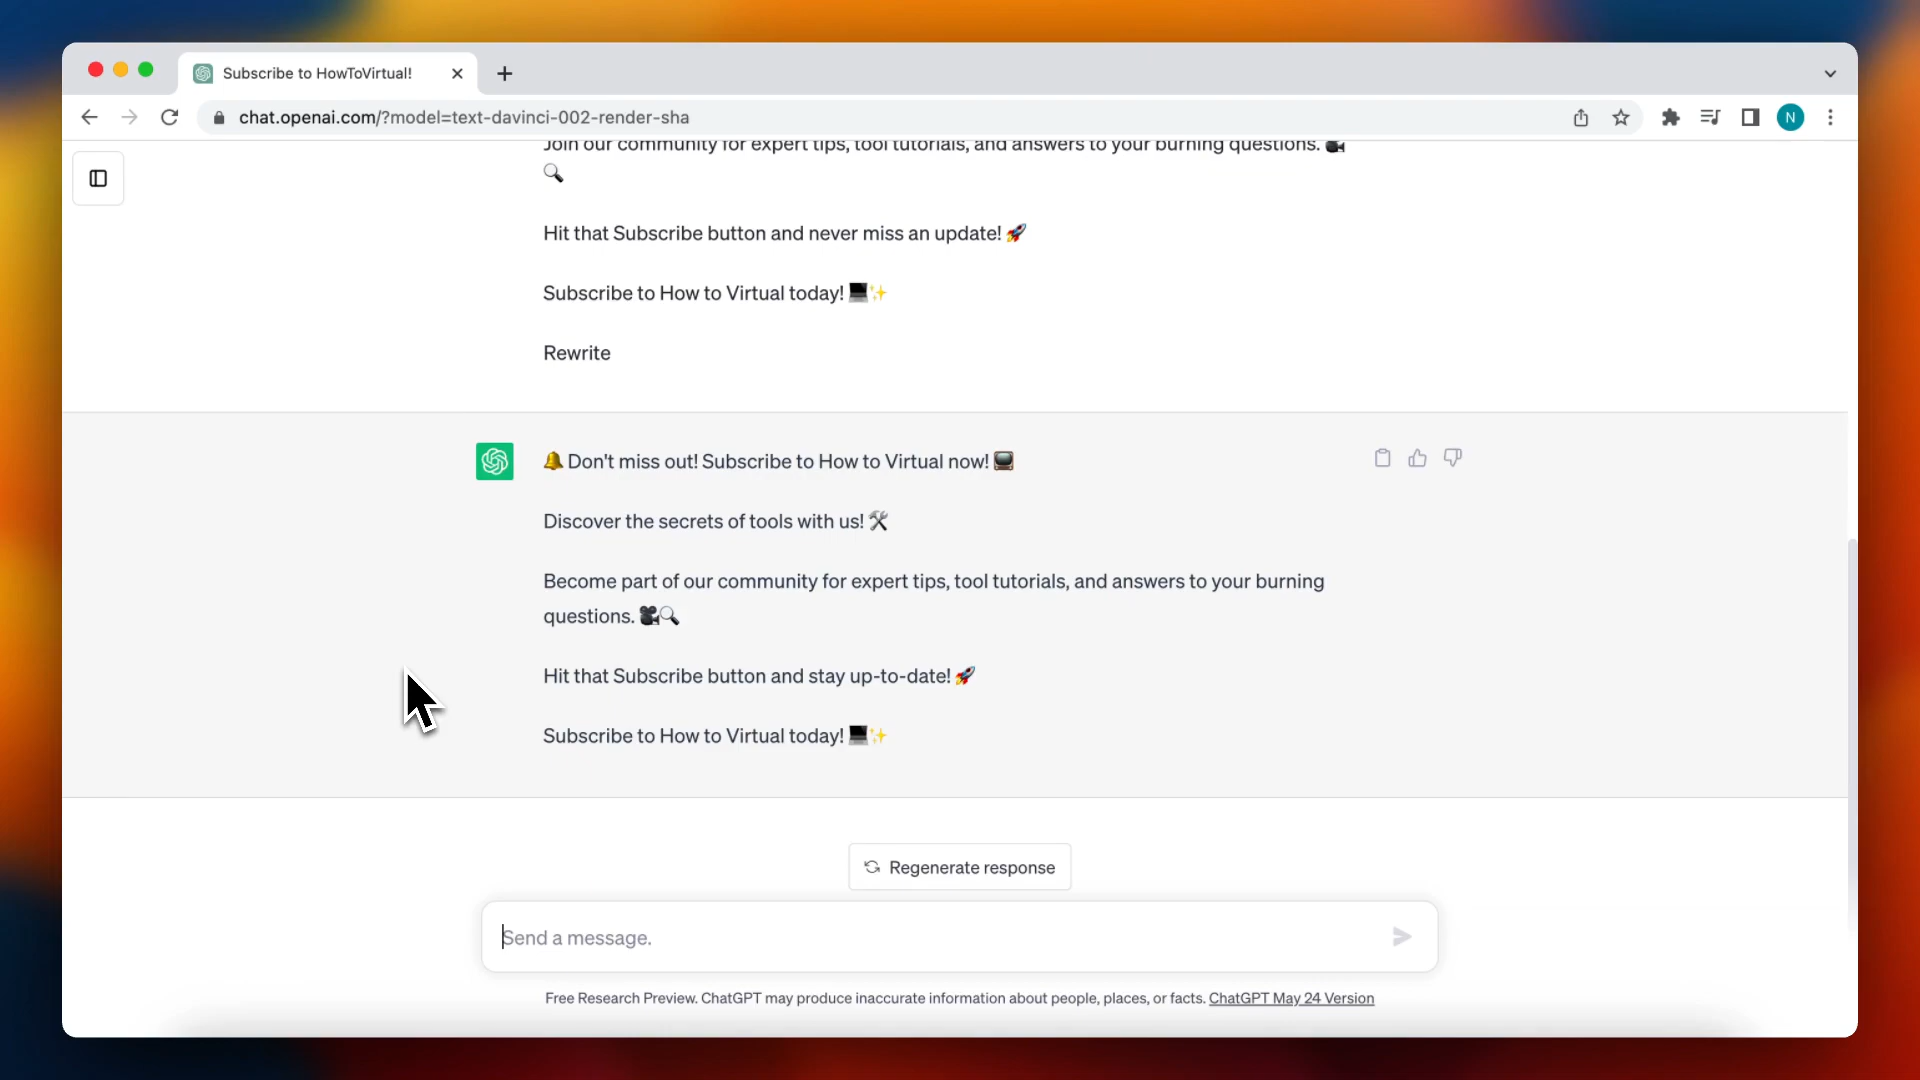 Subscribe to HowToVirtual!
chat.openai.com/?model=text-davinci-002-render-sha
N
Join our community for expert tips, tool tutorials, and answers to your burning questions. 🎥
🔍
Hit that Subscribe button and never miss an update! 🚀
Subscribe to How to Virtual today! 💻✨
Rewrite
🔔 Don't miss out! Subscribe to How to Virtual now! 📺
Discover the secrets of tools with us! 🛠️
Become part of our community for expert tips, tool tutorials, and answers to your burning
questions. 🎥🔍
Hit that Subscribe button and stay up-to-date! 🚀
Subscribe to How to Virtual today! 💻✨
Regenerate response
Send a message.
Free Research Preview. ChatGPT may produce inaccurate information about people, places, or facts. ChatGPT May 24 Version